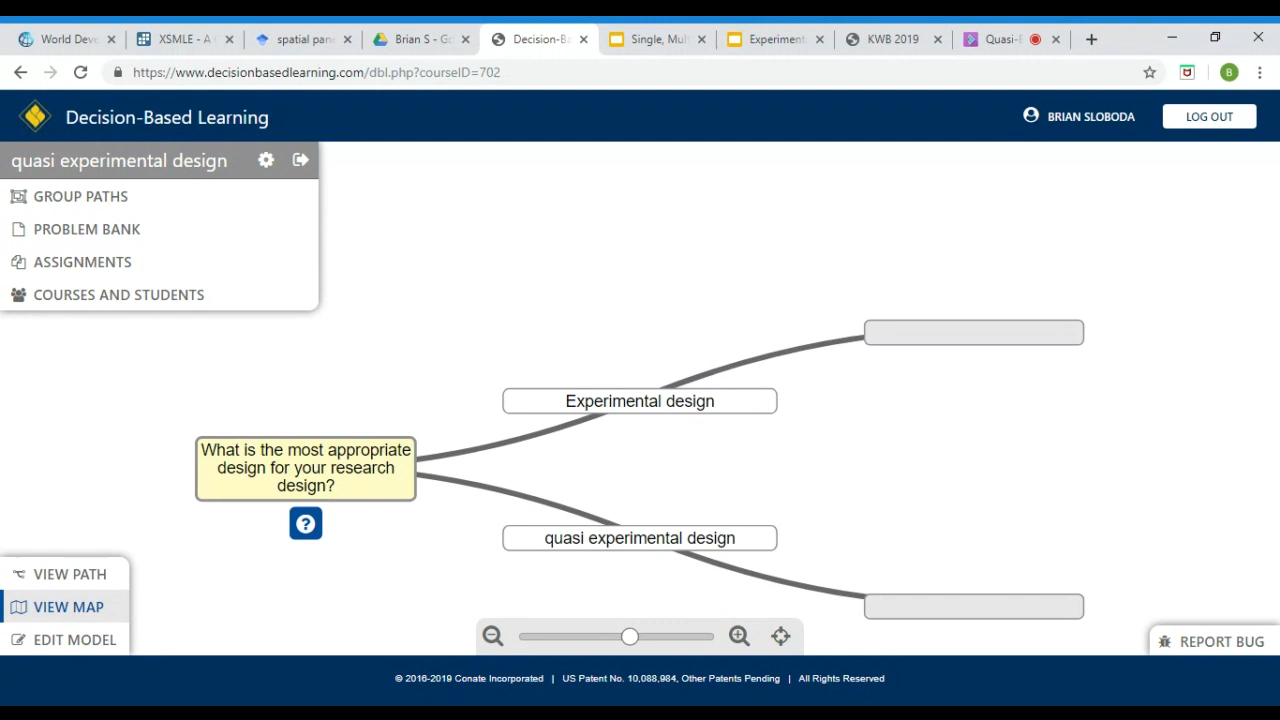 World Deve
XSMLE - A C
spatial pane
Brian S - Go
Decision-Ba
Single, Mult
Experiment
KWB 2019
Quasi-E
https://www.decisionbasedlearning.com/dbl.php?courseID=702
B
Decision-Based Learning
BRIAN SLOBODA
LOG OUT
quasi experimental design
GROUP PATHS
PROBLEM BANK
ASSIGNMENTS
COURSES AND STUDENTS
Experimental design
What is the most appropriate
design for your research
design?
?
quasi experimental design
VIEW PATH
VIEW MAP
EDIT MODEL
REPORT BUG
© 2016-2019 Conate Incorporated | US Patent No. 10,088,984, Other Patents Pending | All Rights Reserved